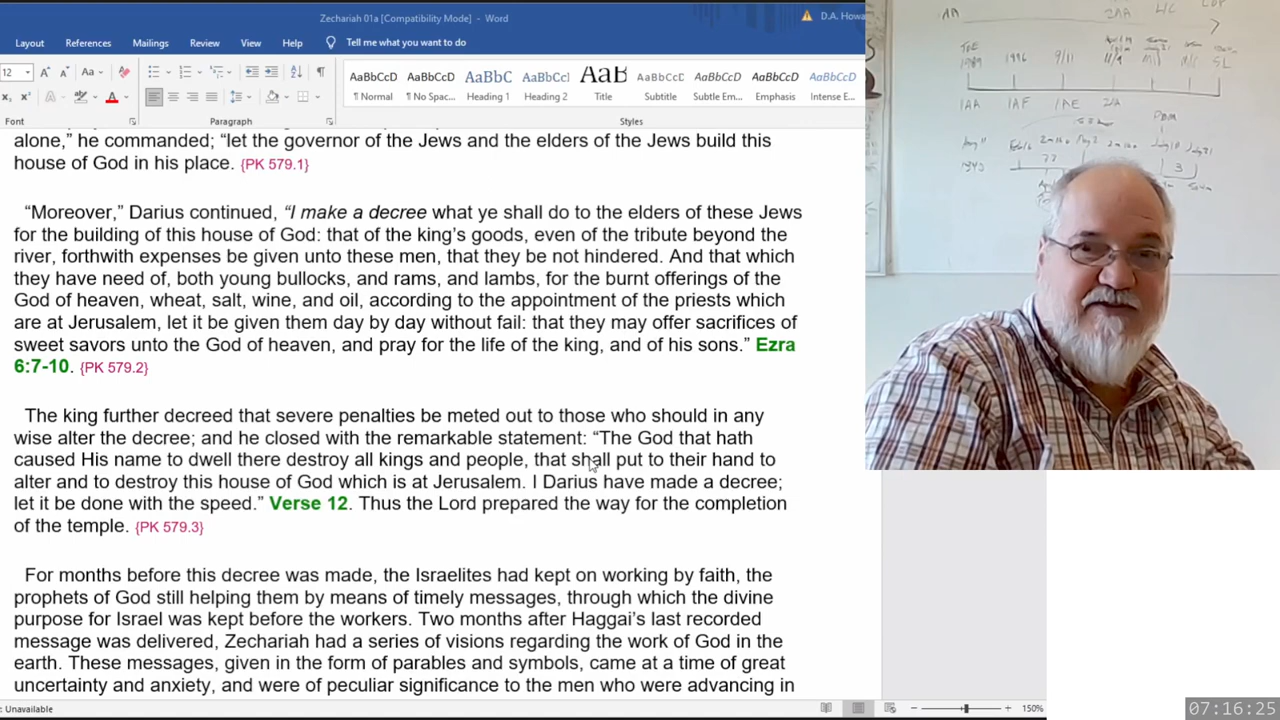 Zechariah 01a [Compatibility Mode] - Word
D.A. Howa
Layout References Mailings Review View Help Tell me what you want to do
12 Aa
Font Paragraph Styles
AaBbCcD AaBbCcD AaBbC AaBbCcl AaB AaBbCcD AaBbCcD AaBbCcD AaBbCcD
¶ Normal ¶ No Spac... Heading 1 Heading 2 Title Subtitle Subtle Em... Emphasis Intense E...
alone,” he commanded; “let the governor of the Jews and the elders of the Jews build this
house of God in his place. {PK 579.1}
“Moreover,” Darius continued, “I make a decree what ye shall do to the elders of these Jews
for the building of this house of God: that of the king’s goods, even of the tribute beyond the
river, forthwith expenses be given unto these men, that they be not hindered. And that which
they have need of, both young bullocks, and rams, and lambs, for the burnt offerings of the
God of heaven, wheat, salt, wine, and oil, according to the appointment of the priests which
are at Jerusalem, let it be given them day by day without fail: that they may offer sacrifices of
sweet savors unto the God of heaven, and pray for the life of the king, and of his sons.” Ezra
6:7-10. {PK 579.2}
The king further decreed that severe penalties be meted out to those who should in any
wise alter the decree; and he closed with the remarkable statement: “The God that hath
caused His name to dwell there destroy all kings and people, that shall put to their hand to
alter and to destroy this house of God which is at Jerusalem. I Darius have made a decree;
let it be done with the speed.” Verse 12. Thus the Lord prepared the way for the completion
of the temple. {PK 579.3}
For months before this decree was made, the Israelites had kept on working by faith, the
prophets of God still helping them by means of timely messages, through which the divine
purpose for Israel was kept before the workers. Two months after Haggai’s last recorded
message was delivered, Zechariah had a series of visions regarding the work of God in the
earth. These messages, given in the form of parables and symbols, came at a time of great
uncertainty and anxiety, and were of peculiar significance to the men who were advancing in
: Unavailable
150%
2AA
1989 1996 9/11
1AA 1AF 1AE 2/A
3
07:16:25